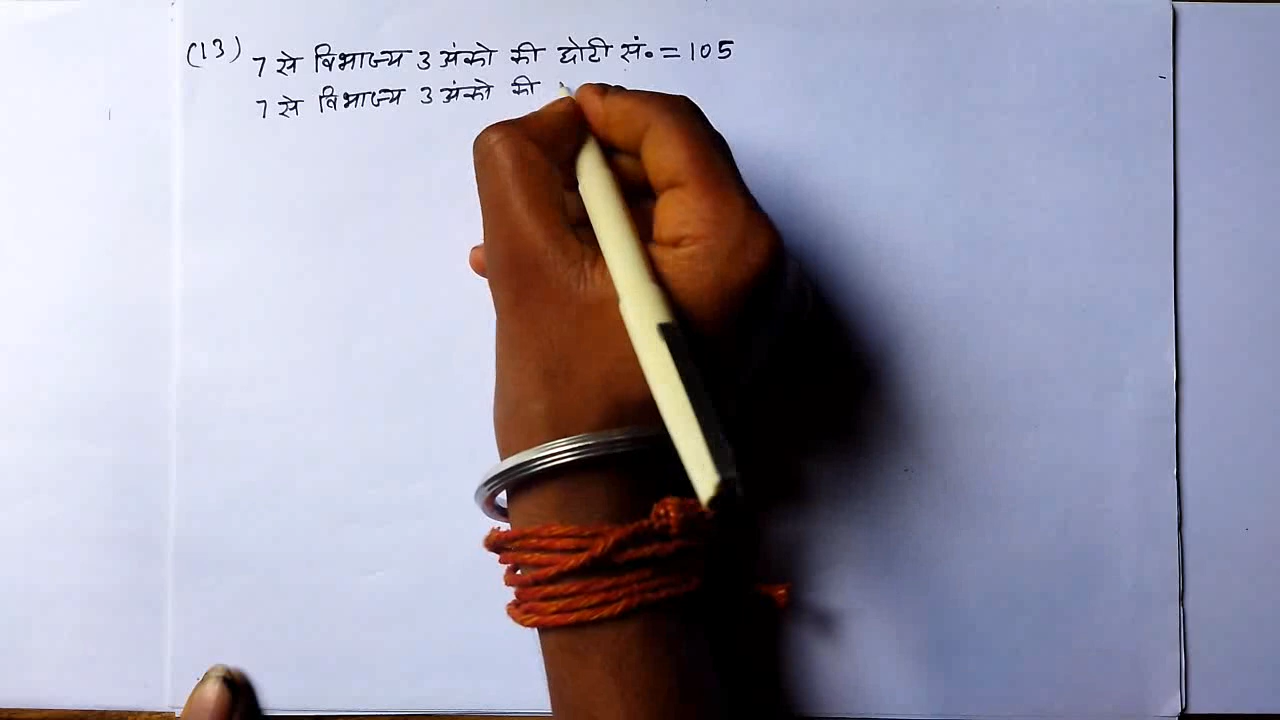 (13) 7 से विभाज्य 3 अंको की छोटी सं॰ = 105
7 से विभाज्य 3 अंको की